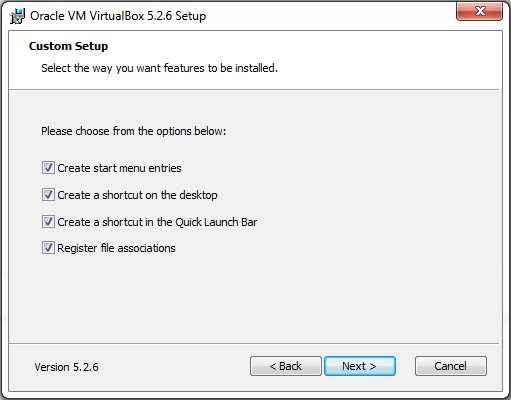 Oracle VM VirtualBox 5.2.6 Setup
Custom Setup
Select the way you want features to be installed.
Please choose from the options below:
Create start menu entries
Create a shortcut on the desktop
Create a shortcut in the Quick Launch Bar
Register file associations
Version 5.2.6
< Back
Next >
Cancel